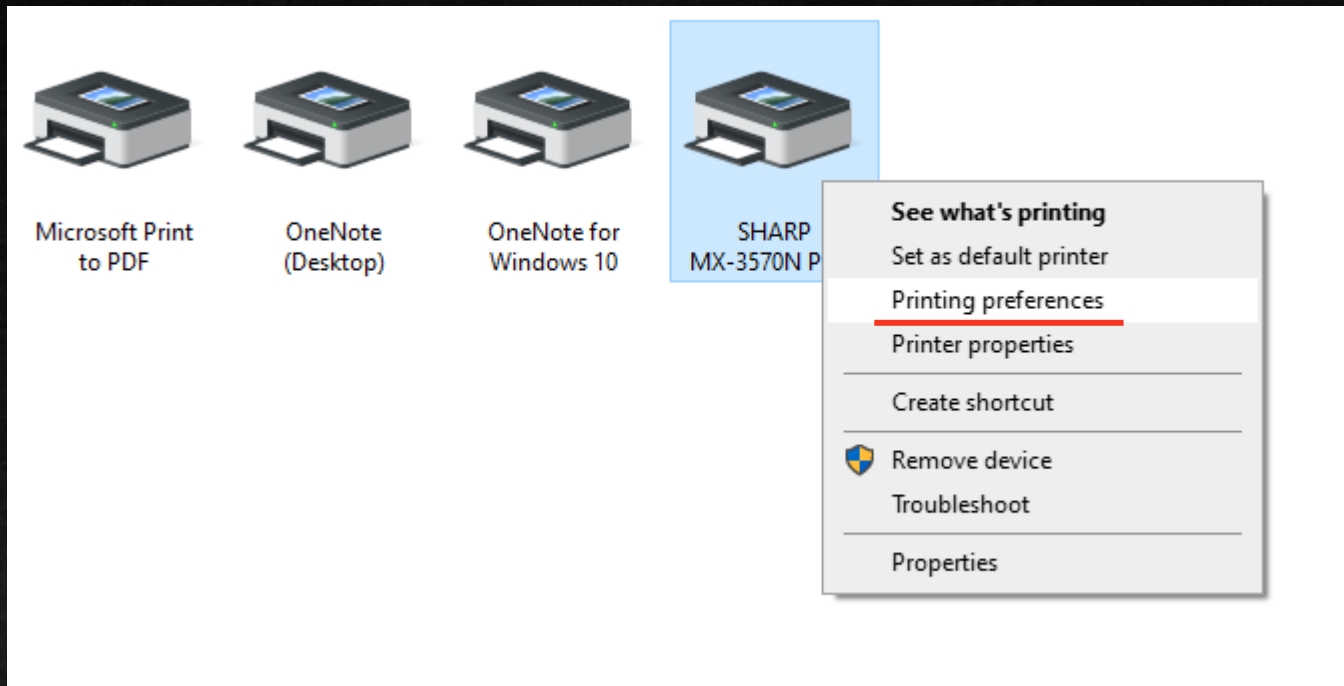 Microsoft Print
to PDF
OneNote
(Desktop)
OneNote for
Windows 10
SHARP
MX-3570N P
See what's printing
Set as default printer
Printing preferences
Printer properties
Create shortcut
Remove device
Troubleshoot
Properties